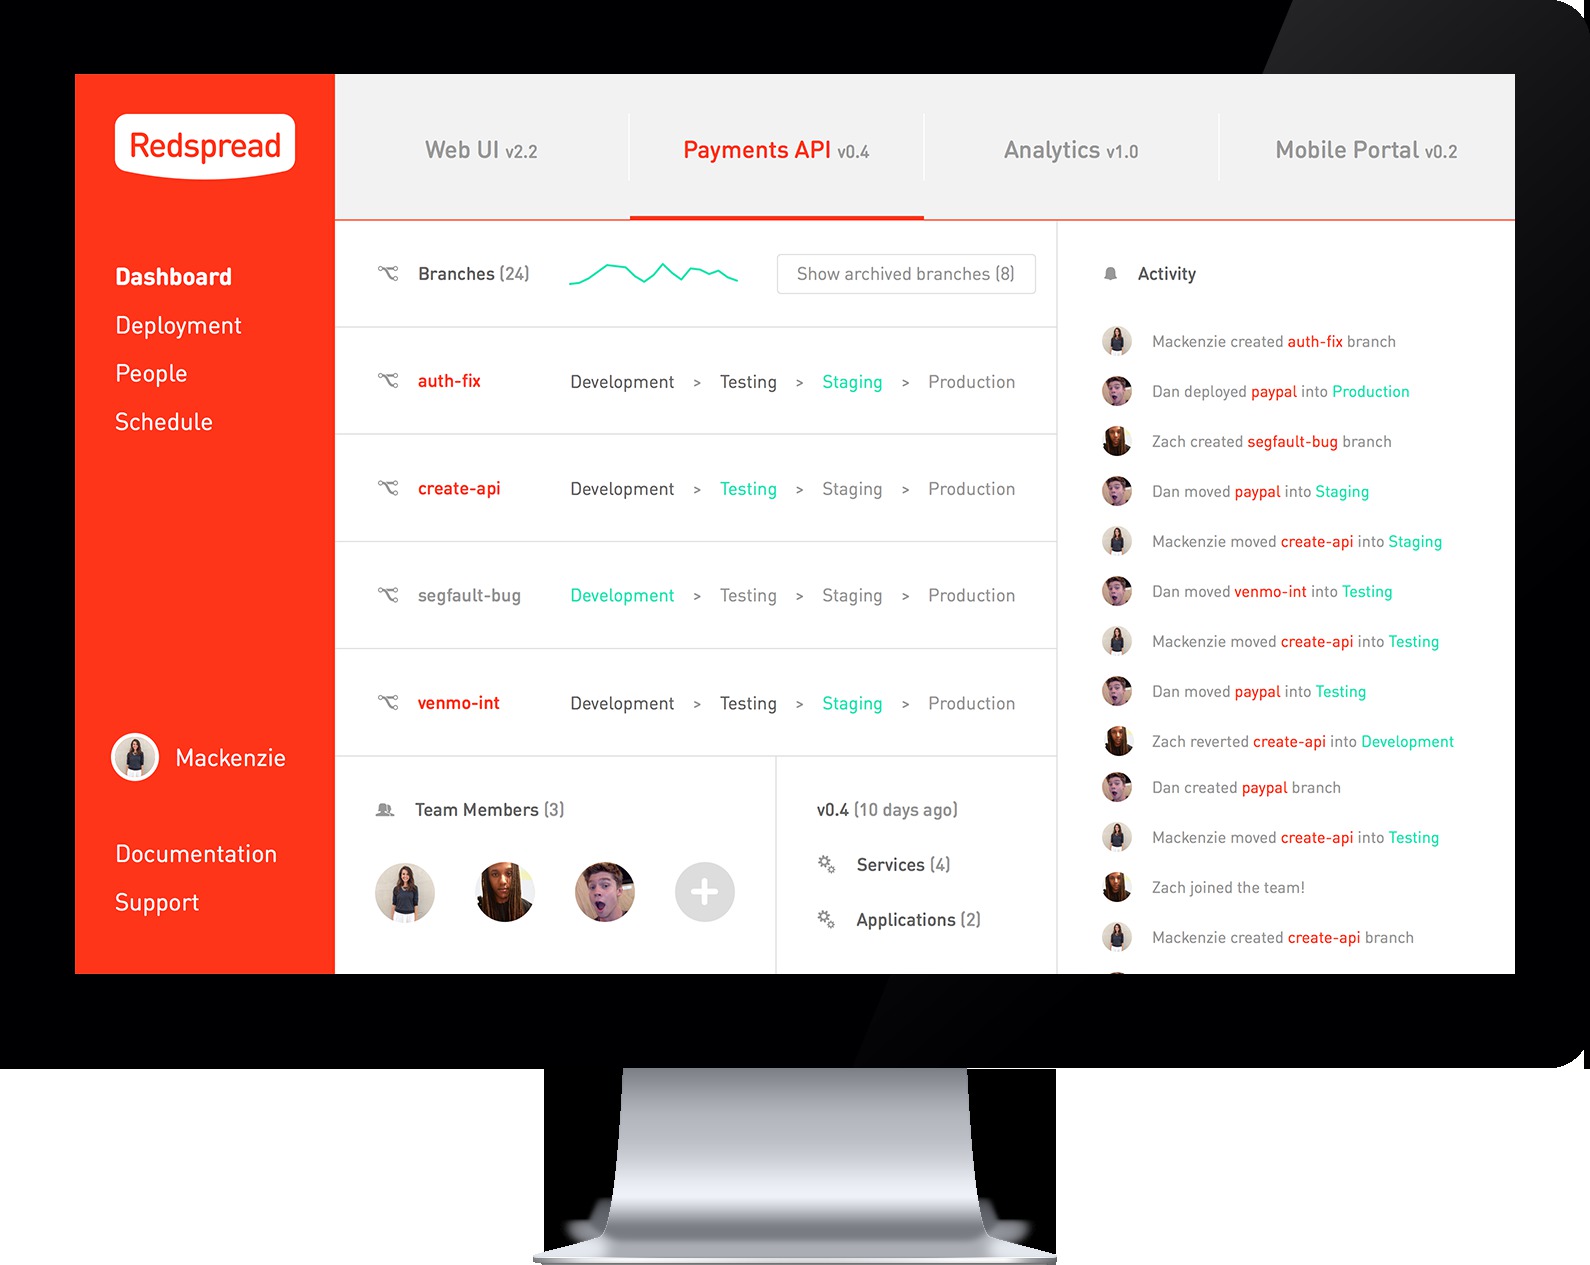 Redspread
Dashboard
Deployment
People
Schedule
Mackenzie
Documentation
Support
Web UI v2.2
Payments API v0.4
Analytics v1.0
Mobile Portal v0.2
Branches (24)
Show archived branches (8)
auth-fix Development > Testing > Staging > Production
create-api Development > Testing > Staging > Production
segfault-bug Development > Testing > Staging > Production
venmo-int Development > Testing > Staging > Production
Team Members (3)
v0.4 (10 days ago)
Services (4)
Applications (2)
Activity
Mackenzie created auth-fix branch
Dan deployed paypal into Production
Zach created segfault-bug branch
Dan moved paypal into Staging
Mackenzie moved create-api into Staging
Dan moved venmo-int into Testing
Mackenzie moved create-api into Testing
Dan moved paypal into Testing
Zach reverted create-api into Development
Dan created paypal branch
Mackenzie moved create-api into Testing
Zach joined the team!
Mackenzie created create-api branch